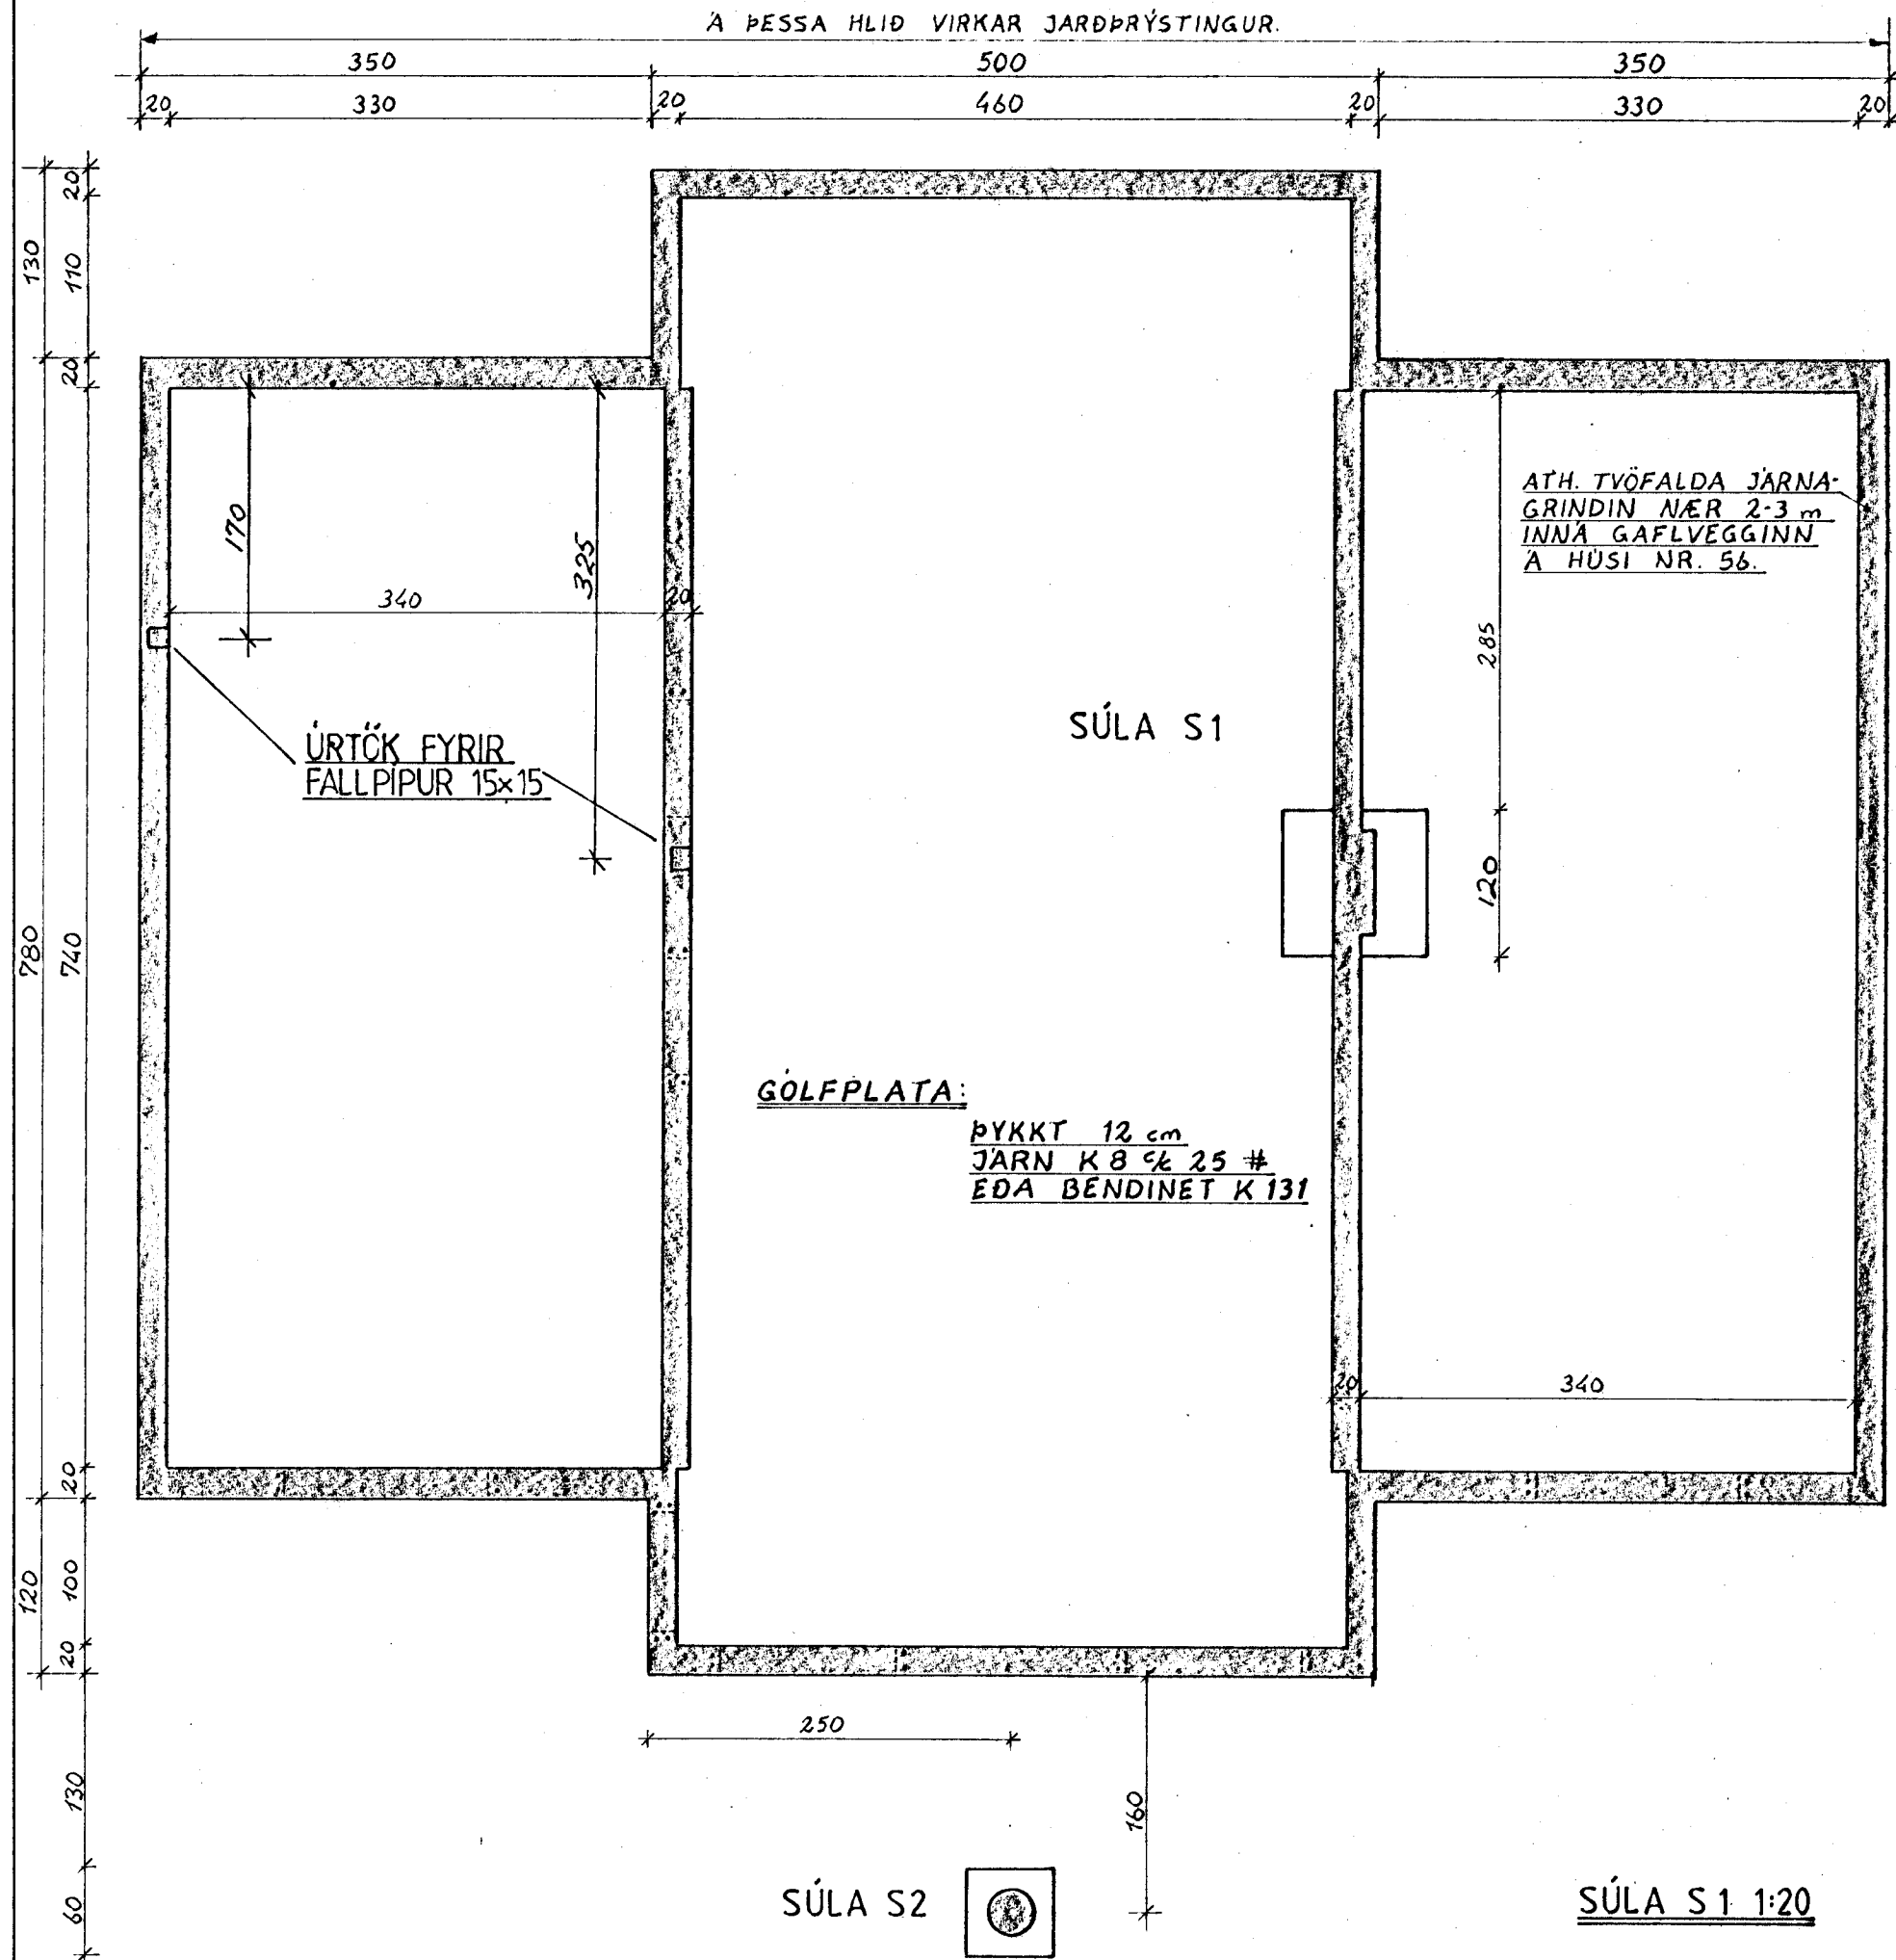 Á ÞESSA HLIÐ VIRKAR JARÐÞRÝSTINGUR.
350 500 350
20 330 20 460 20 330 20
20
130 110
20
170
325
340 20
ATH. TVÖFALDA JÁRNA-
GRINDIN NÆR 2-3 m
INNÁ GAFLVEGGINN
Á HÚSI NR. 56.
285
SÚLA S1
ÚRTÖK FYRIR
FALLPÍPUR 15×15
120
780 740
GÓLFPLATA:
ÞYKKT 12 cm
JÁRN K 8 c/c 25 #
EÐA BENDINET K 131
20 340
20
120 100
20
250
130
160
60
SÚLA S2
SÚLA S1 1:20